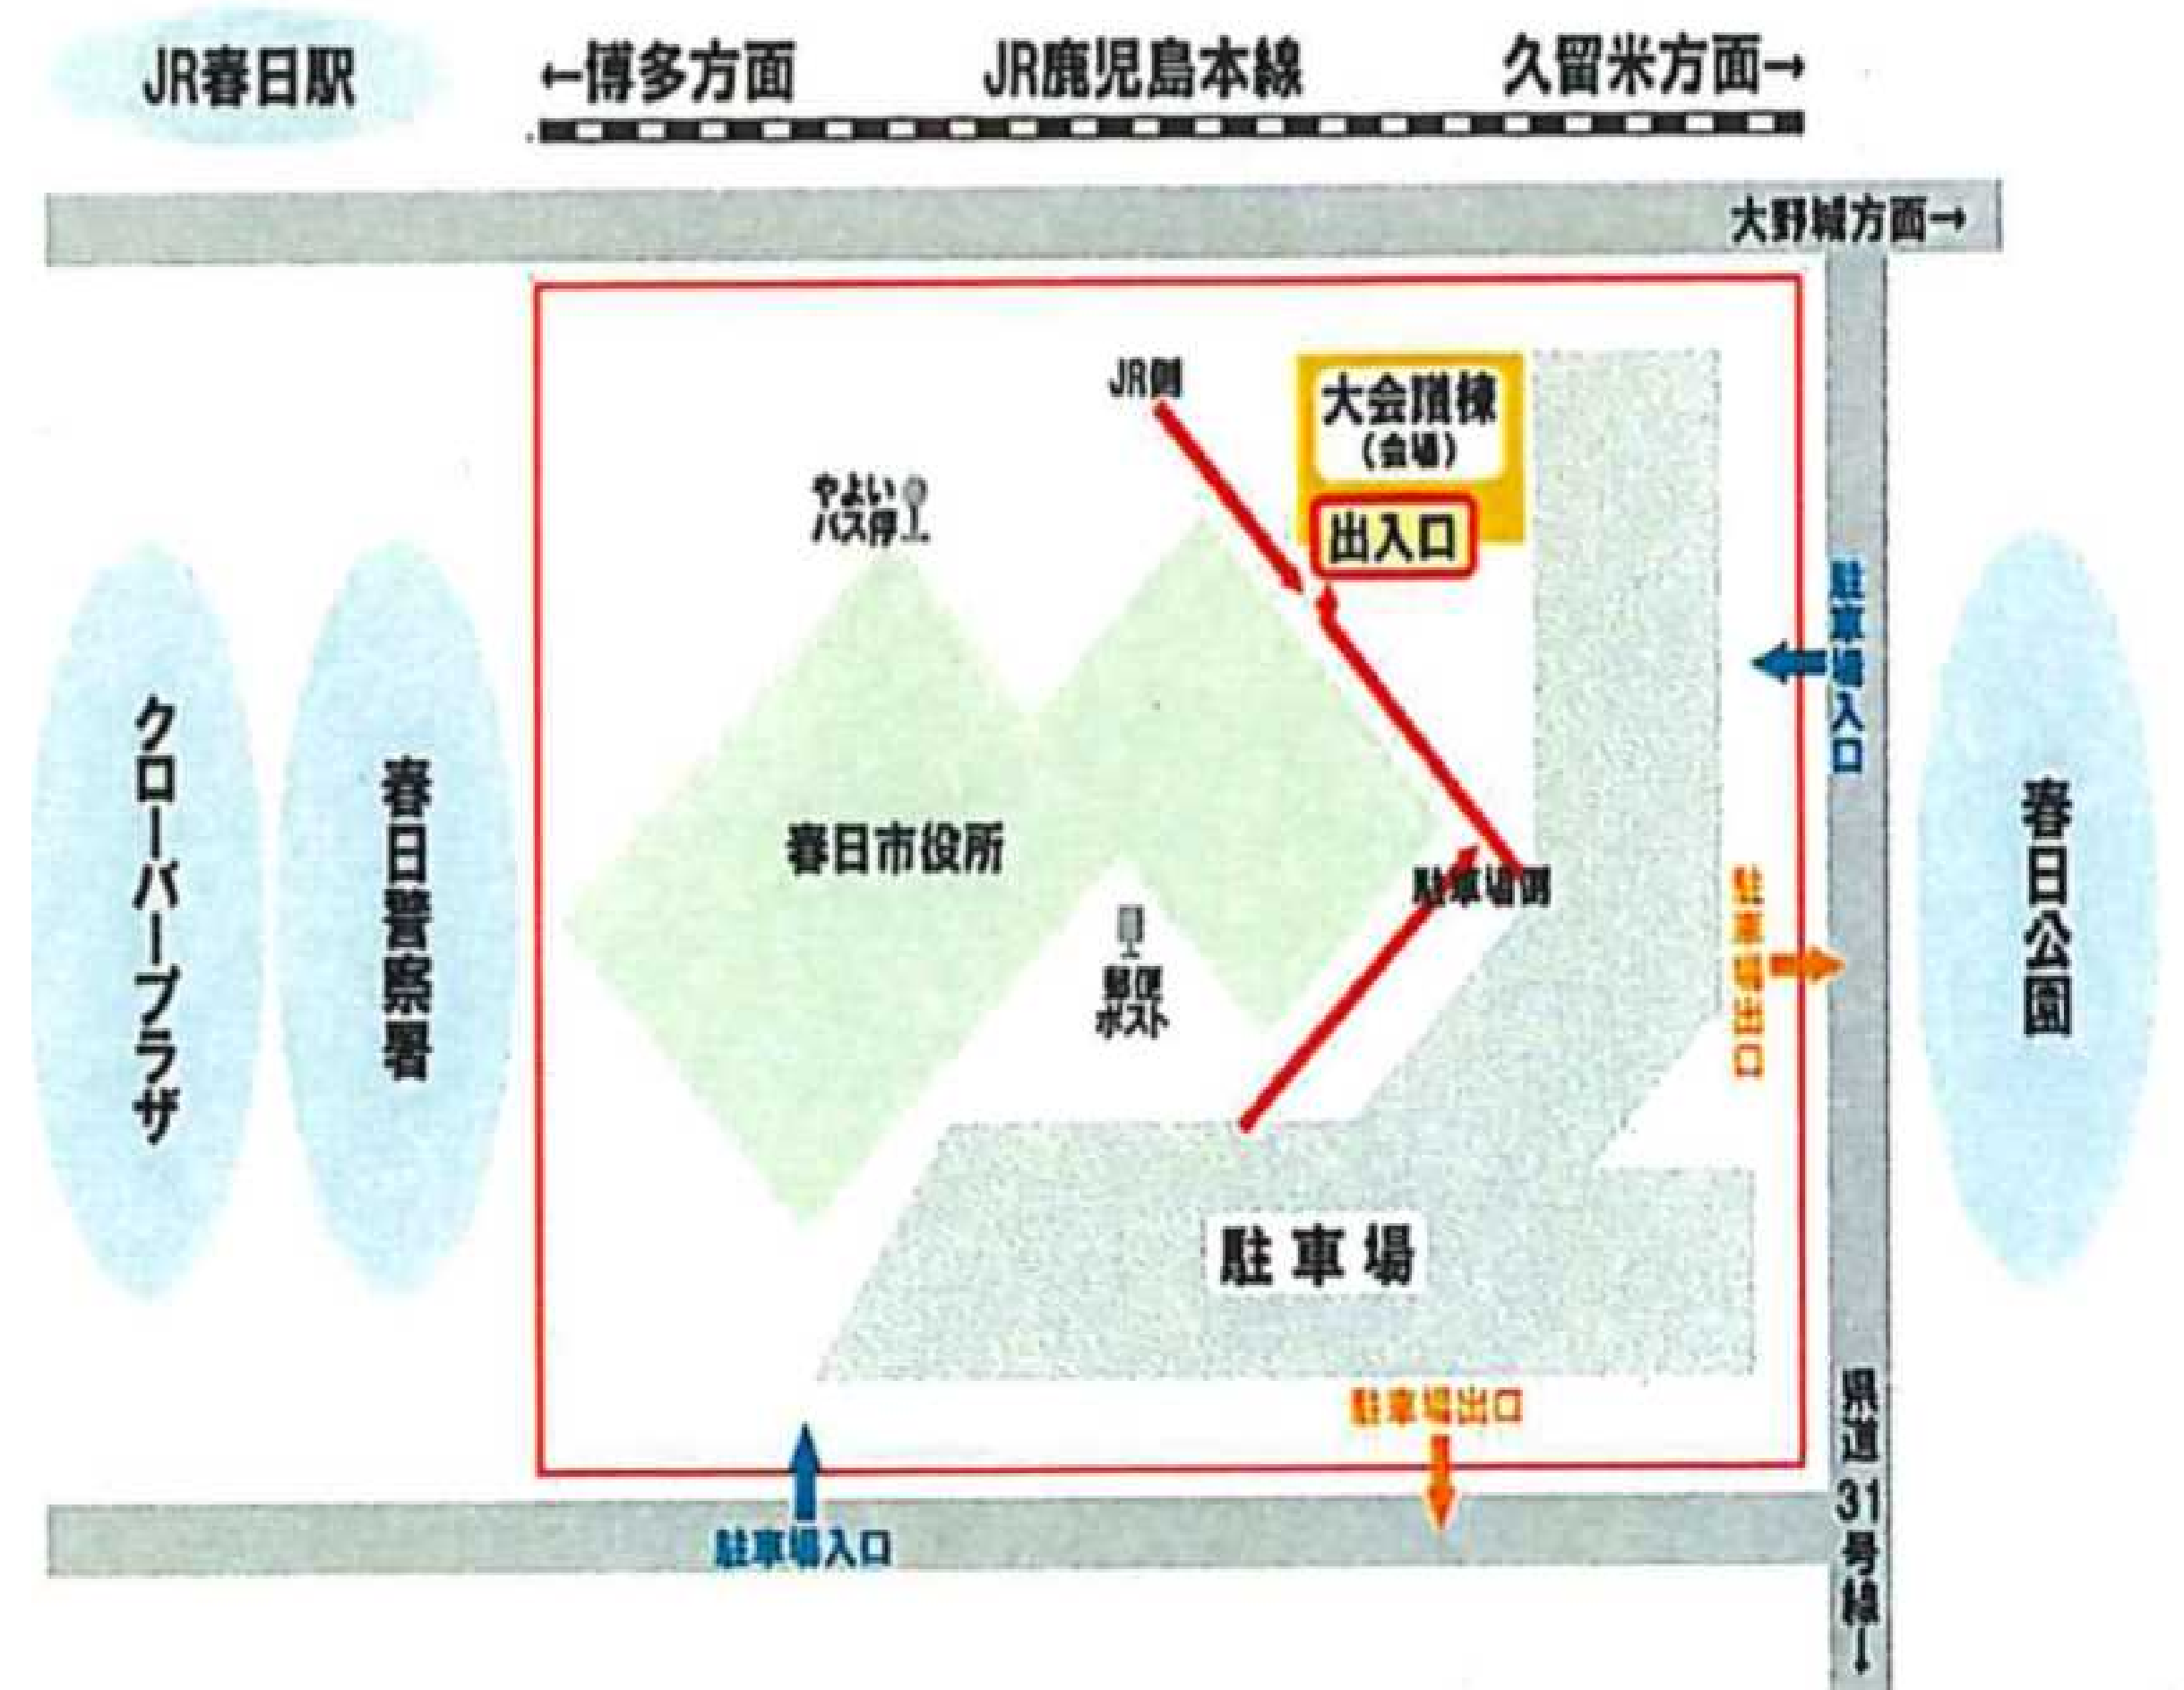 JR春日駅
←博多方面
JR鹿児島本線
久留米方面→
大野城方面→
JR側
大会議棟
(会場)
出入口
やよい
バス停
駐車場入口
クローバープラザ
春日警察署
春日市役所
駐車場側
春日公園
駐車場出口
郵便
ポスト
駐車場
駐車場出口
駐車場入口
県道31号線→